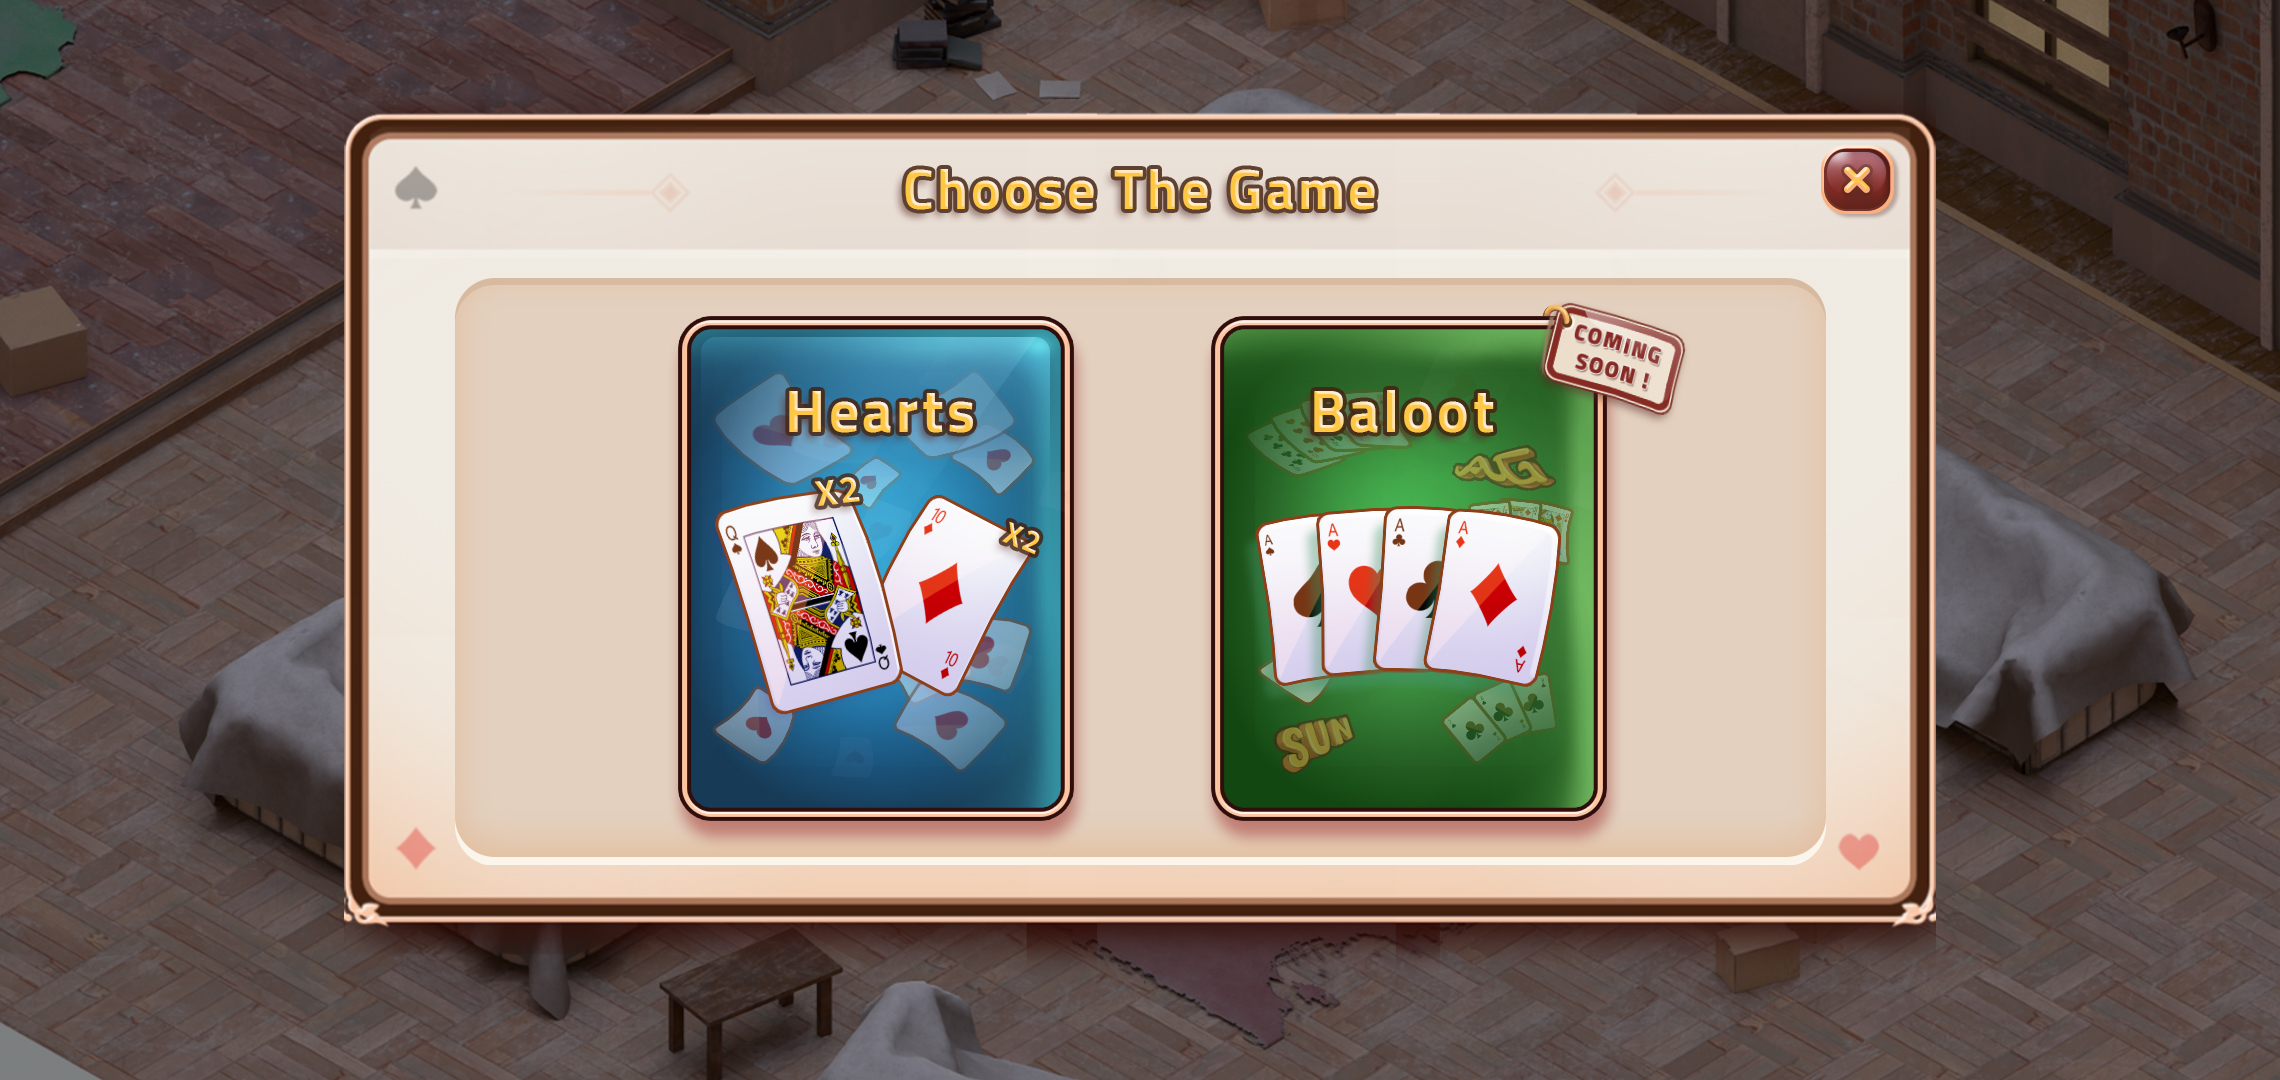 Choose The Game
COMING
SOON !
Hearts
Baloot
X2
X2
Q
Q
10
10
A
A
A
A
A
SUN